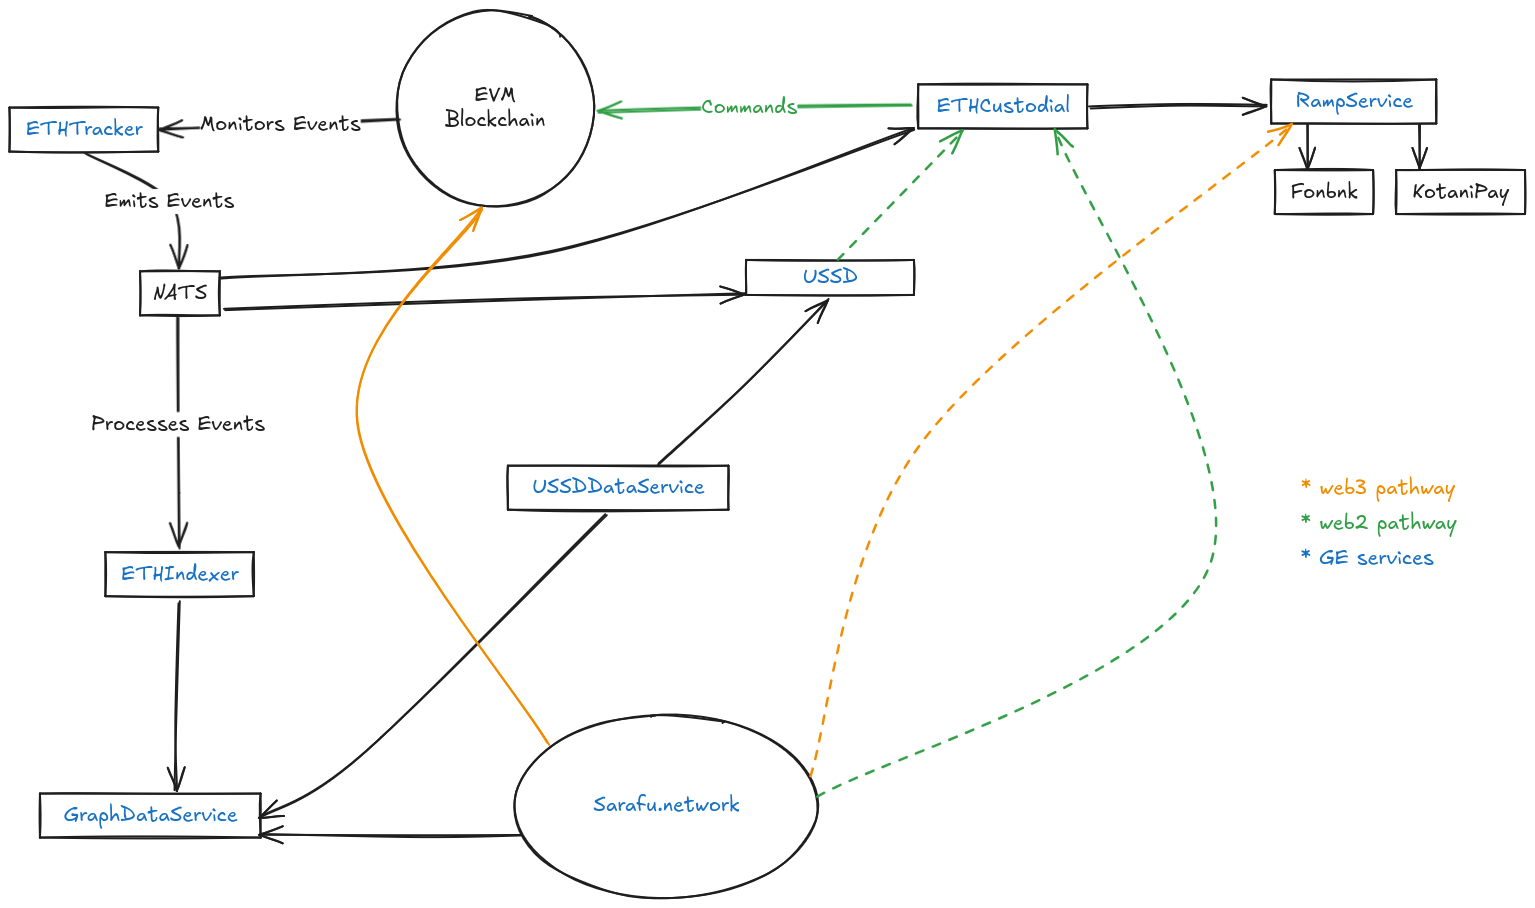 EVM
Blockchain
ETHTracker
Monitors Events
Commands
ETHCustodial
RampService
Emits Events
Fonbnk
KotaniPay
NATS
USSD
Processes Events
USSDDataService
* web3 pathway
* web2 pathway
* GE services
ETHIndexer
GraphDataService
Sarafu.network